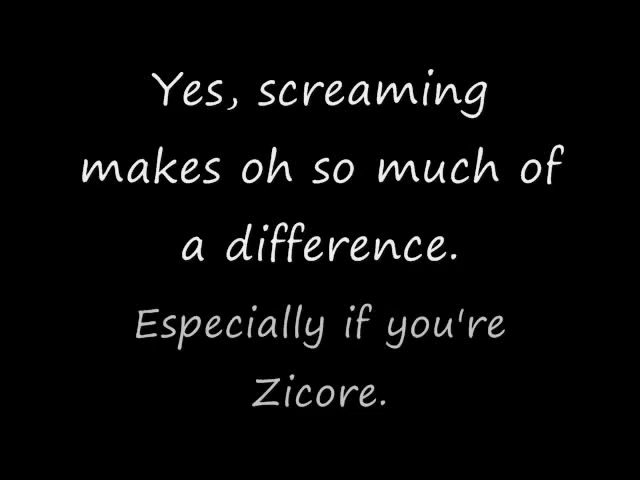 Yes, screaming
makes oh so much of
a difference.
Especially if you're
Zicore.